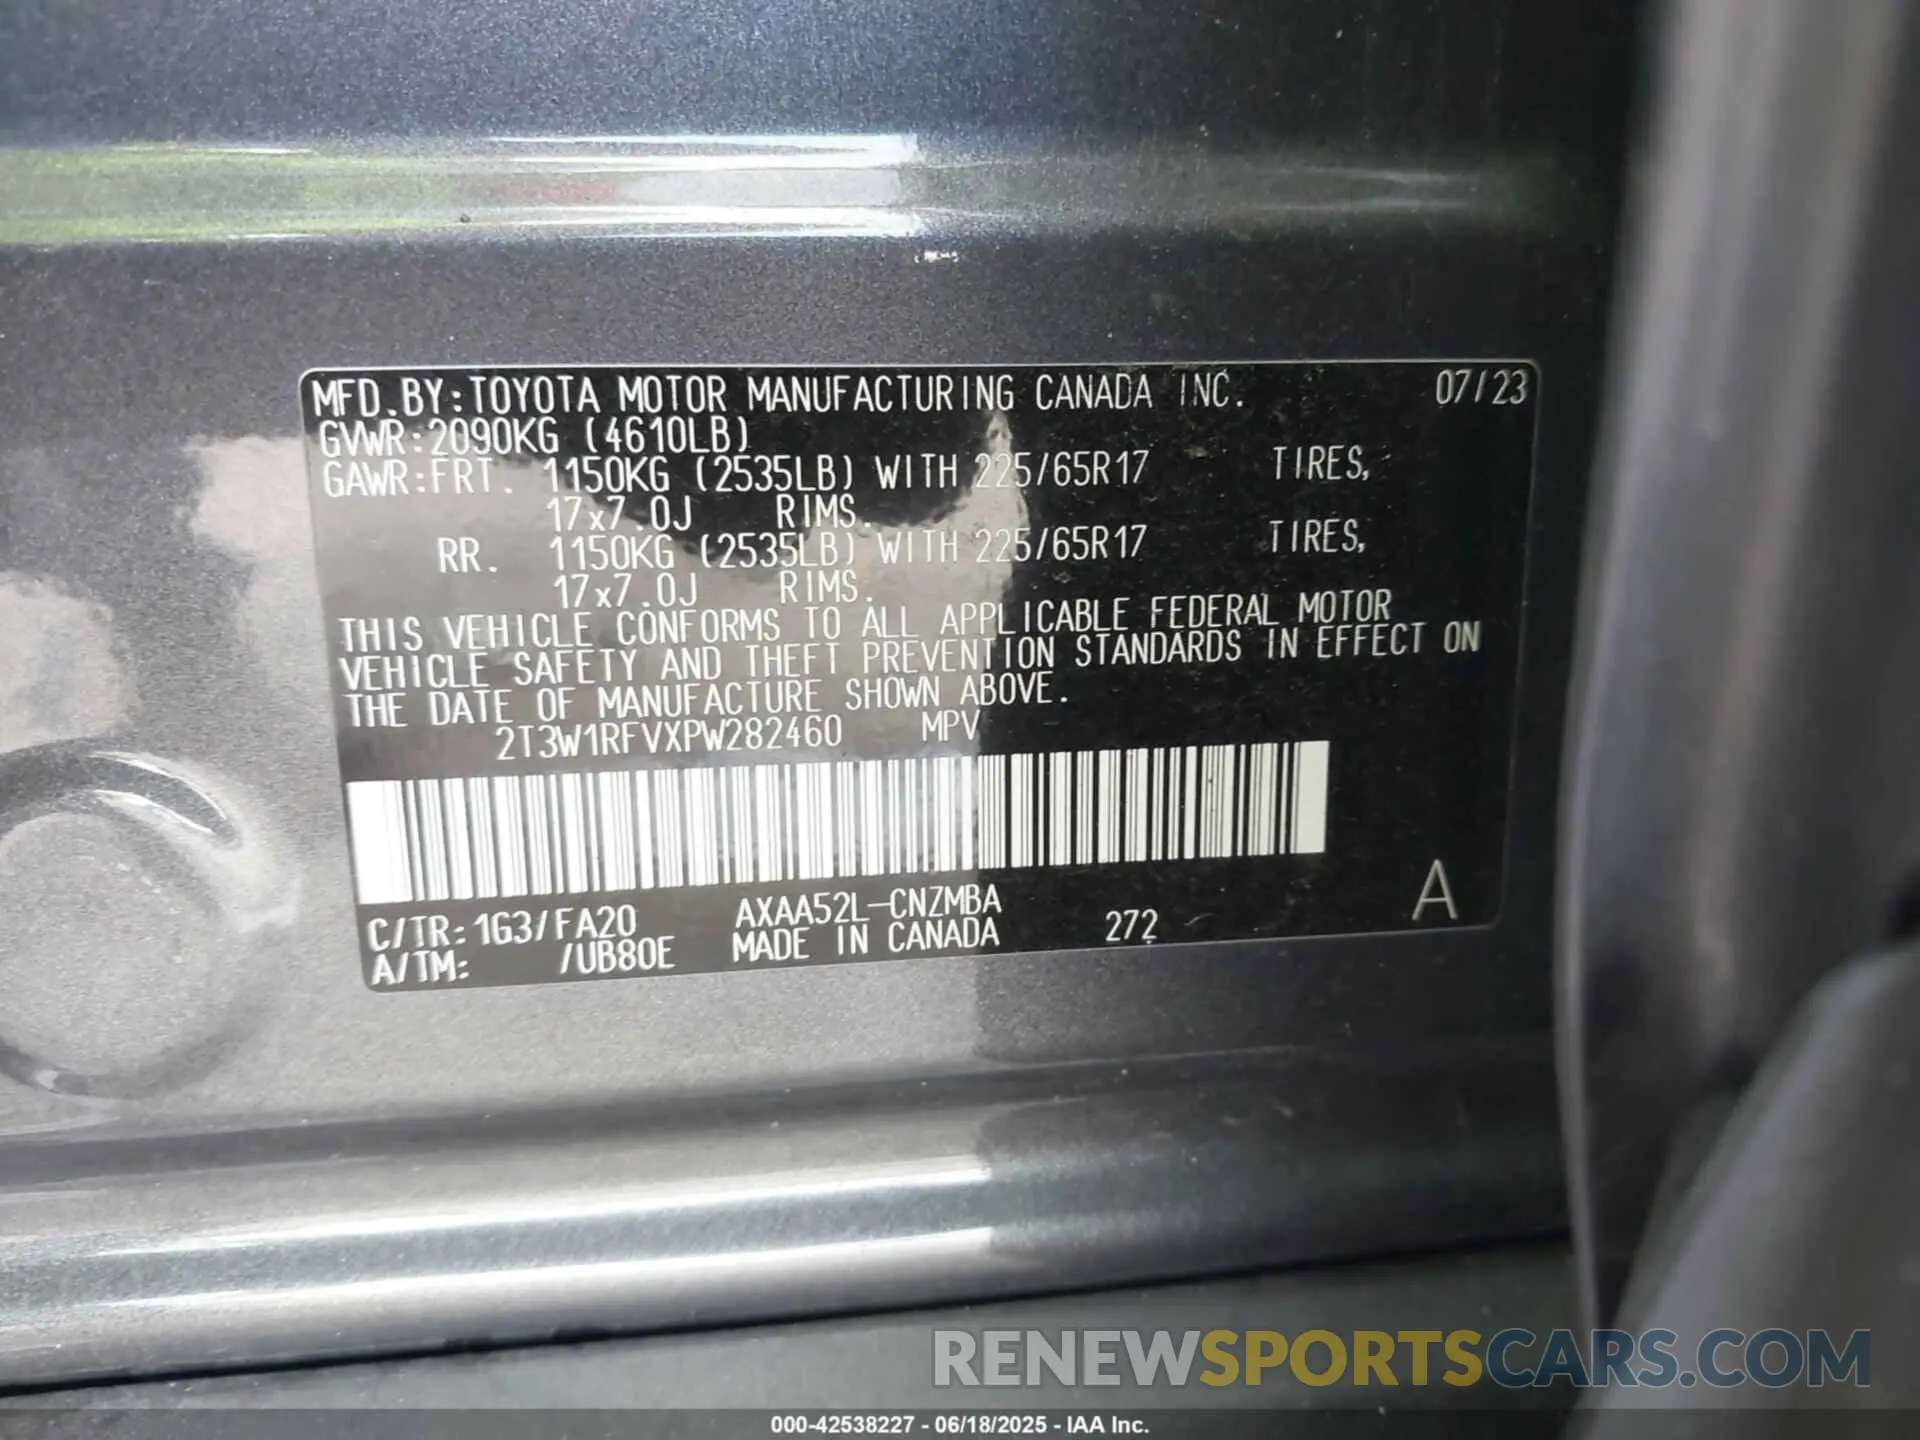 MFD.BY:TOYOTA MOTOR MANUFACTURING CANADA INC. 07/23
GVWR:2090KG (4610LB)
GAWR:FRT. 1150KG (2535LB) WITH 225/65R17 TIRES,
17x7.0J RIMS.
RR. 1150KG (2535LB) WITH 225/65R17 TIRES,
17x7.0J RIMS.
THIS VEHICLE CONFORMS TO ALL APPLICABLE FEDERAL MOTOR
VEHICLE SAFETY AND THEFT PREVENTION STANDARDS IN EFFECT ON
THE DATE OF MANUFACTURE SHOWN ABOVE.
2T3W1RFVXPW282460 MPV
C/TR:1G3/FA20 AXAA52L-CNZMBA 272 A
A/TM: /UB80E MADE IN CANADA
RENEWSPORTSCARS.COM
000-42538227 - 06/18/2025 - IAA Inc.